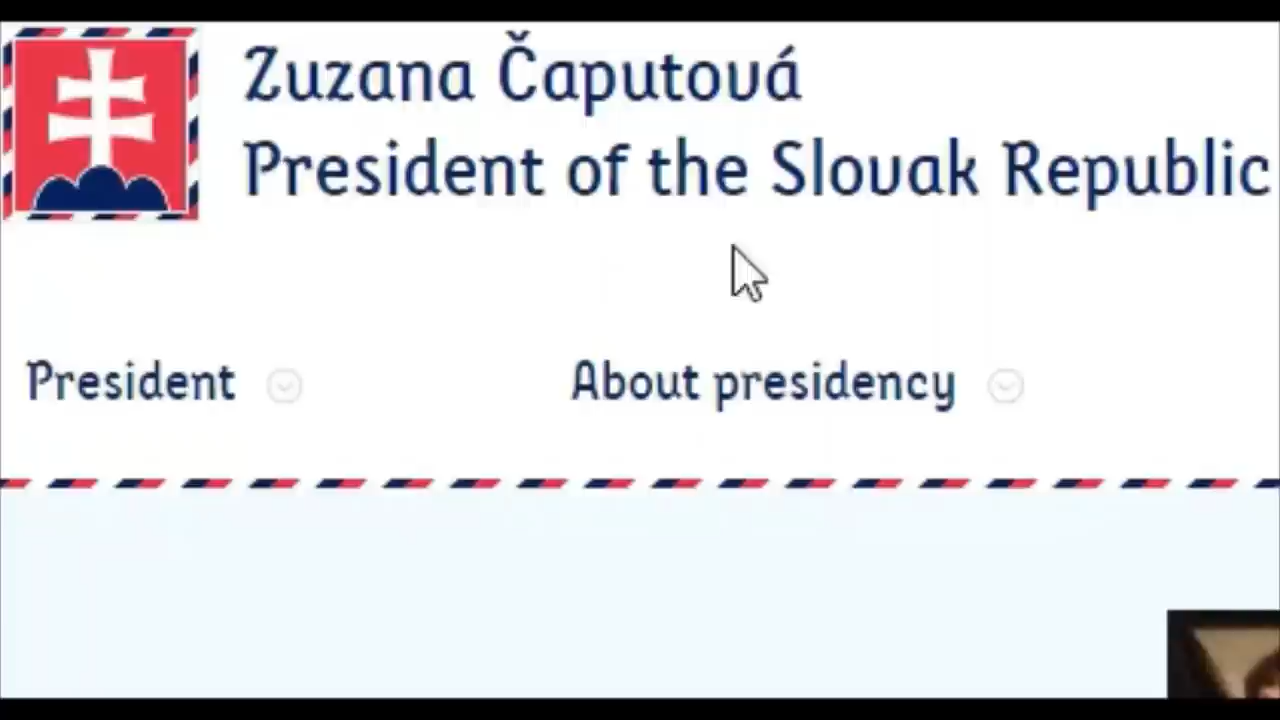 Zuzana Čaputová
President of the Slovak Republic
President
About presidency